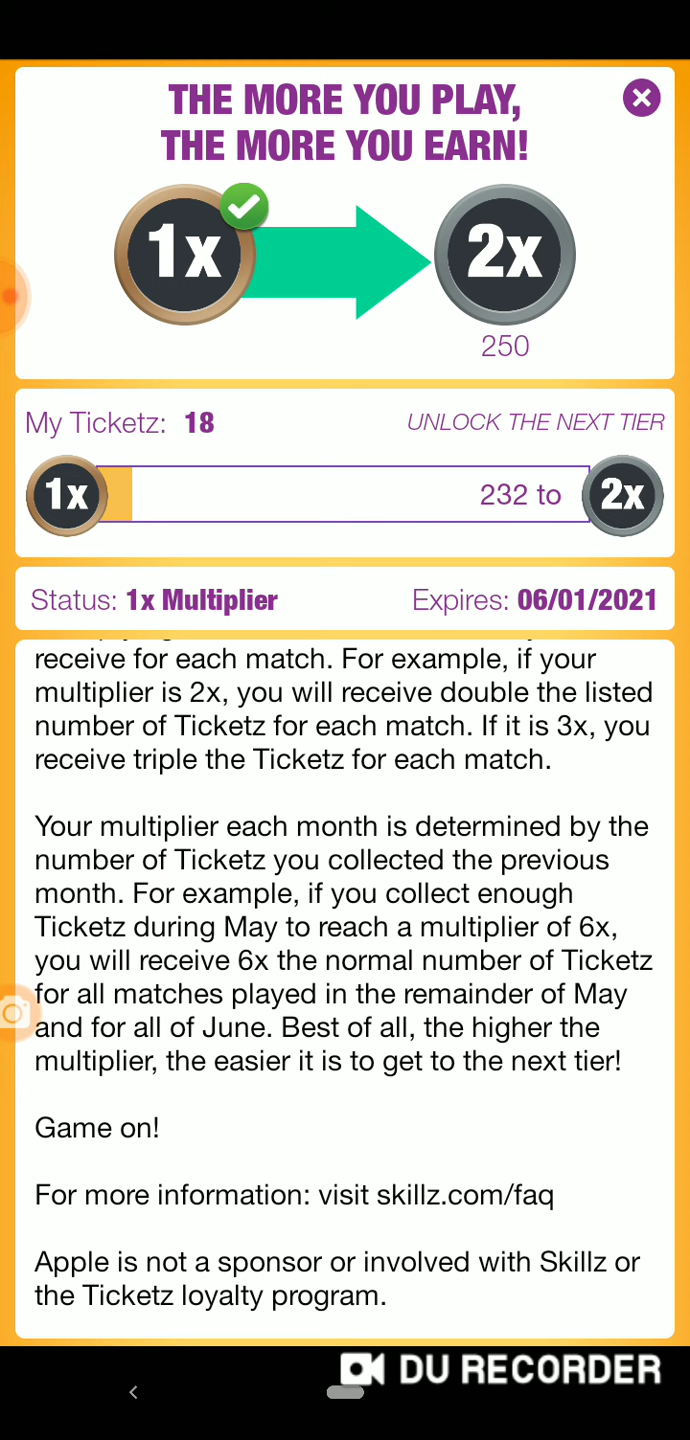 THE MORE YOU PLAY,
THE MORE YOU EARN!
1x
2x
250
My Ticketz: 18
UNLOCK THE NEXT TIER
1x
232 to
2x
Status: 1x Multiplier
Expires: 06/01/2021
receive for each match. For example, if your
multiplier is 2x, you will receive double the listed
number of Ticketz for each match. If it is 3x, you
receive triple the Ticketz for each match.
Your multiplier each month is determined by the
number of Ticketz you collected the previous
month. For example, if you collect enough
Ticketz during May to reach a multiplier of 6x,
you will receive 6x the normal number of Ticketz
for all matches played in the remainder of May
and for all of June. Best of all, the higher the
multiplier, the easier it is to get to the next tier!
Game on!
For more information: visit skillz.com/faq
Apple is not a sponsor or involved with Skillz or
the Ticketz loyalty program.
DU RECORDER